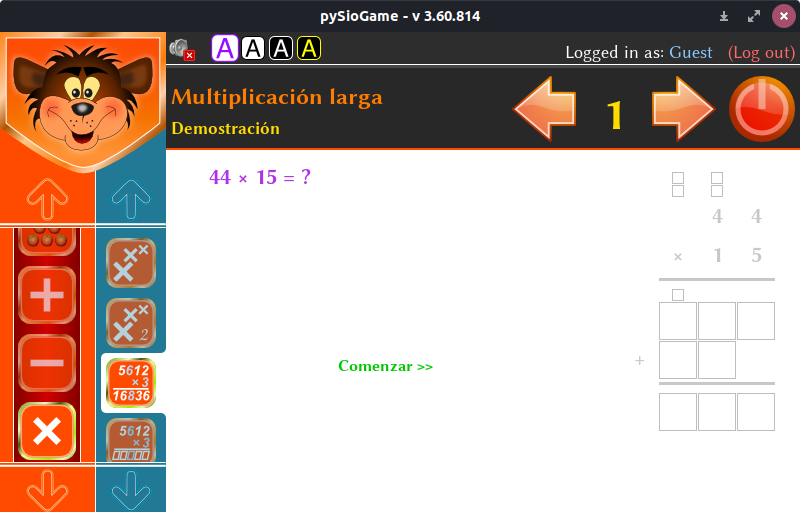 pySioGame - v 3.60.814
A A A A
Logged in as: Guest (Log out)
Multiplicación larga
Demostración
1
44 × 15 = ?
4 4
× 1 5
+
Comenzar >>
2
5612
× 3
16836
5612
× 3